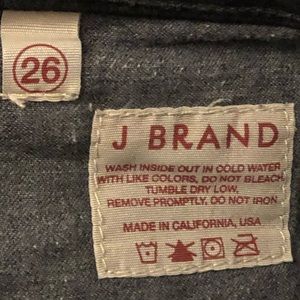 26
J BRAND
WASH INSIDE OUT IN COLD WATER
WITH LIKE COLORS, DO NOT BLEACH
TUMBLE DRY LOW,
REMOVE PROMPTLY, DO NOT IRON
MADE IN CALIFORNIA, USA